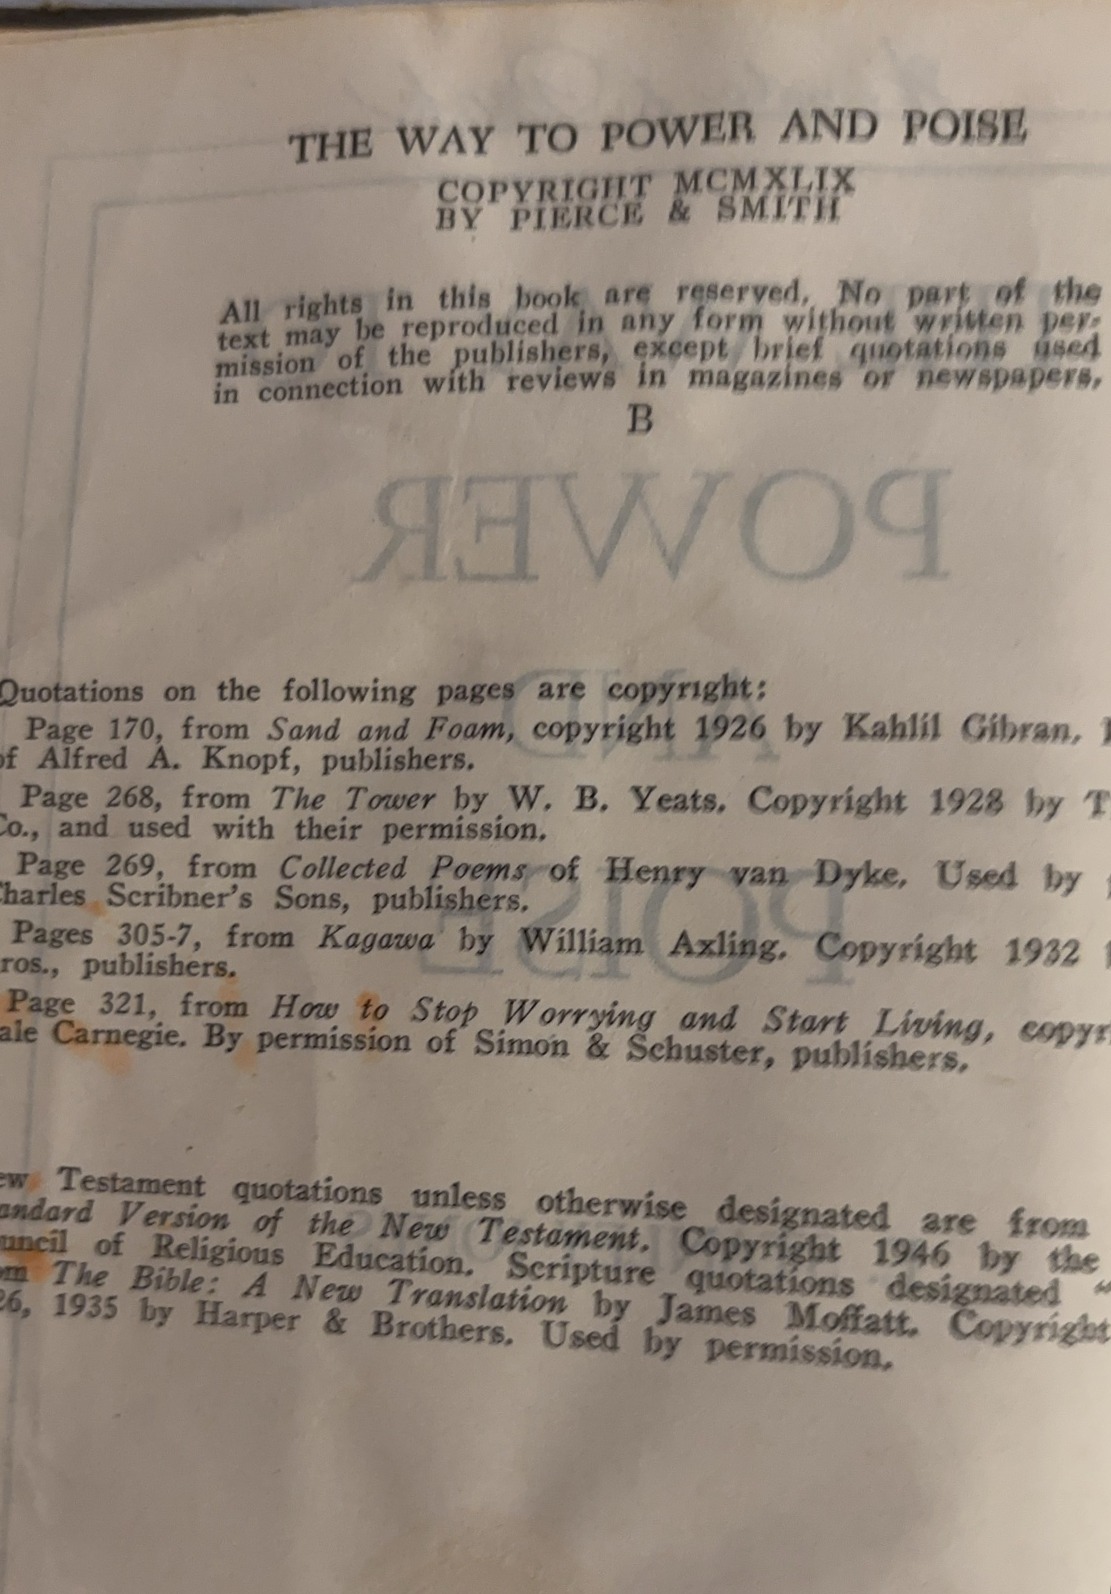 THE WAY TO POWER AND POISE
COPYRIGHT MCMXLIX
BY PIERCE & SMITH
All rights in this book are reserved. No part of the
text may be reproduced in any form without written per-
mission of the publishers, except brief quotations used
in connection with reviews in magazines or newspapers.
B
POWER
AND
POISE
Quotations on the following pages are copyright:
Page 170, from Sand and Foam, copyright 1926 by Kahlil Gibran.
of Alfred A. Knopf, publishers.
Page 268, from The Tower by W. B. Yeats. Copyright 1928 by T
Co., and used with their permission.
Page 269, from Collected Poems of Henry van Dyke. Used by
Charles Scribner's Sons, publishers.
Pages 305-7, from Kagawa by William Axling. Copyright 1932
ros., publishers.
Page 321, from How to Stop Worrying and Start Living, copyr
ale Carnegie. By permission of Simon & Schuster, publishers.
ew Testament quotations unless otherwise designated are from
andard Version of the New Testament. Copyright 1946 by the
uncil of Religious Education. Scripture quotations designated "
om The Bible: A New Translation by James Moffatt. Copyright
26, 1935 by Harper & Brothers. Used by permission.